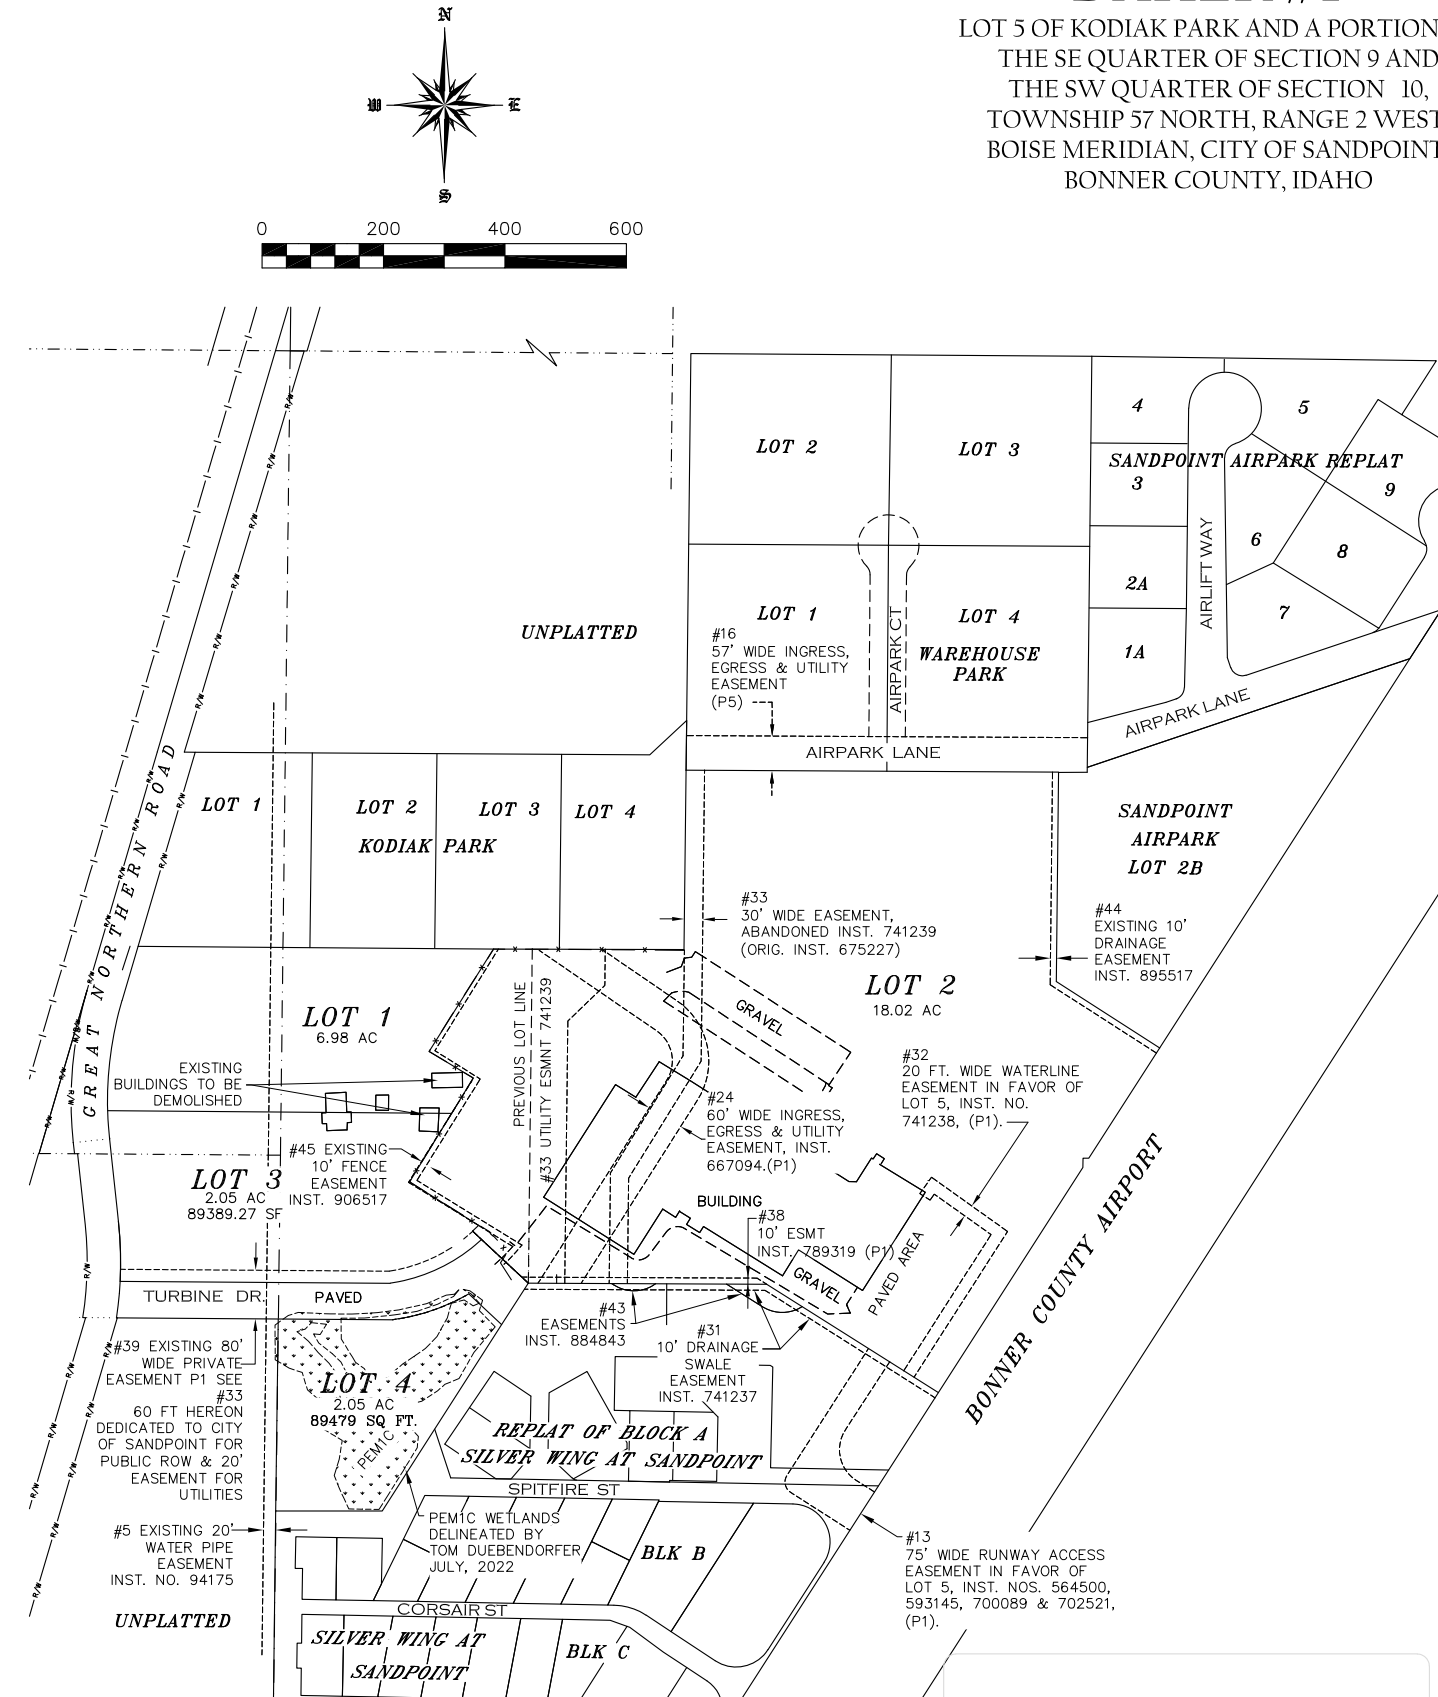 N
W
E
S
LOT 5 OF KODIAK PARK AND A PORTION
THE SE QUARTER OF SECTION 9 AND
THE SW QUARTER OF SECTION 10,
TOWNSHIP 57 NORTH, RANGE 2 WEST
BOISE MERIDIAN, CITY OF SANDPOINT
BONNER COUNTY, IDAHO
0 200 400 600
LOT 2
LOT 3
4
5
SANDPOINT AIRPARK REPLAT
3
9
6
8
2A
7
1A
AIRLIFT WAY
AIRPARK LANE
UNPLATTED
LOT 1
LOT 4
WAREHOUSE
PARK
AIRPARK CT
#16
57' WIDE INGRESS,
EGRESS & UTILITY
EASEMENT
(P5)
AIRPARK LANE
GREAT NORTHERN ROAD
R/W
LOT 1
LOT 2
LOT 3
LOT 4
KODIAK PARK
SANDPOINT
AIRPARK
LOT 2B
#33
30' WIDE EASEMENT,
ABANDONED INST. 741239
(ORIG. INST. 675227)
#44
EXISTING 10'
DRAINAGE
EASEMENT
INST. 895517
LOT 2
18.02 AC
GRAVEL
LOT 1
6.98 AC
PREVIOUS LOT LINE
#33 UTILITY ESMNT 741239
EXISTING
BUILDINGS TO BE
DEMOLISHED
#32
20 FT. WIDE WATERLINE
EASEMENT IN FAVOR OF
LOT 5, INST. NO.
741238, (P1).
#24
60' WIDE INGRESS,
EGRESS & UTILITY
EASEMENT, INST.
667094.(P1)
#45 EXISTING
10' FENCE
EASEMENT
INST. 906517
LOT 3
2.05 AC
89389.27 SF
BUILDING
#38
10' ESMT
INST. 789319 (P1)
GRAVEL
PAVED AREA
BONNER COUNTY AIRPORT
TURBINE DR.
PAVED
#43
EASEMENTS
INST. 884843
#31
10' DRAINAGE
SWALE
EASEMENT
INST. 741237
#39 EXISTING 80'
WIDE PRIVATE
EASEMENT P1 SEE
#33
60 FT HEREON
DEDICATED TO CITY
OF SANDPOINT FOR
PUBLIC ROW & 20'
EASEMENT FOR
UTILITIES
LOT 4
2.05 AC
89479 SQ FT.
PEM1C
REPLAT OF BLOCK A
SILVER WING AT SANDPOINT
SPITFIRE ST
#5 EXISTING 20'
WATER PIPE
EASEMENT
INST. NO. 94175
PEM1C WETLANDS
DELINEATED BY
TOM DUEBENDORFER
JULY, 2022
BLK B
#13
75' WIDE RUNWAY ACCESS
EASEMENT IN FAVOR OF
LOT 5, INST. NOS. 564500,
593145, 700089 & 702521,
(P1).
UNPLATTED
CORSAIR ST
SILVER WING AT
SANDPOINT
BLK C